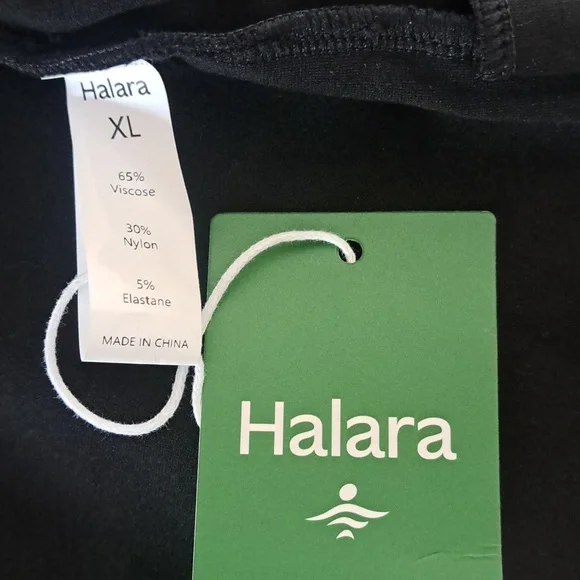 Halara
XL
65%
Viscose
30%
Nylon
5%
Elastane
MADE IN CHINA
Halara